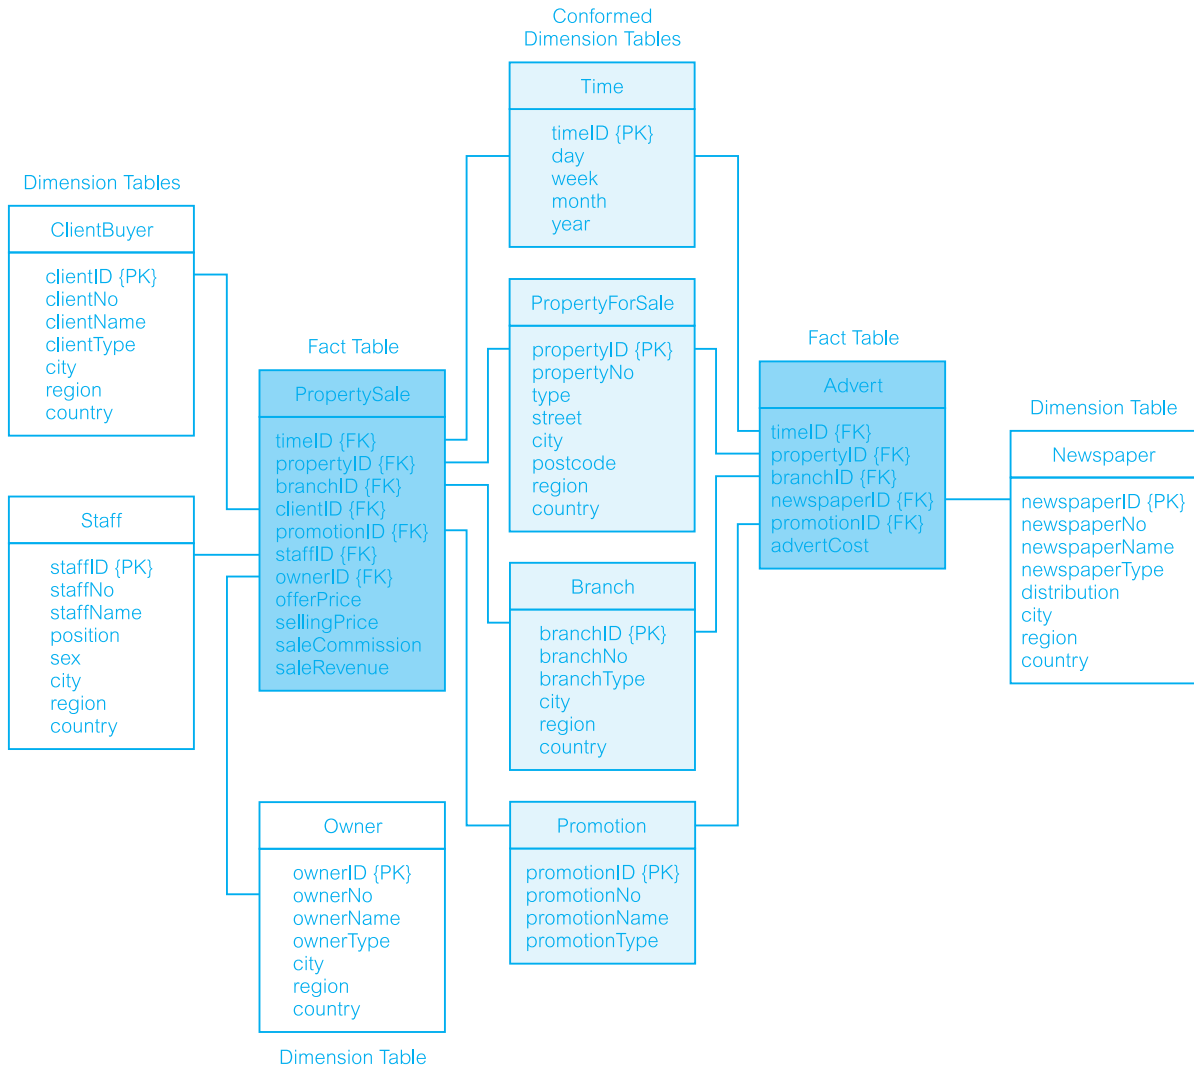 Conformed
Dimension Tables
Time
timeID {PK}
day
week
month
year
Dimension Tables
ClientBuyer
clientID {PK}
clientNo
clientName
clientType
city
region
country
Staff
staffID {PK}
staffNo
staffName
position
sex
city
region
country
Fact Table
PropertySale
timeID {FK}
propertyID {FK}
branchID {FK}
clientID {FK}
promotionID {FK}
staffID {FK}
ownerID {FK}
offerPrice
sellingPrice
saleCommission
saleRevenue
Owner
ownerID {PK}
ownerNo
ownerName
ownerType
city
region
country
Dimension Table
PropertyForSale
propertyID {PK}
propertyNo
type
street
city
postcode
region
country
Branch
branchID {PK}
branchNo
branchType
city
region
country
Promotion
promotionID {PK}
promotionNo
promotionName
promotionType
Fact Table
Advert
timeID {FK}
propertyID {FK}
branchID {FK}
newspaperID {FK}
promotionID {FK}
advertCost
Dimension Table
Newspaper
newspaperID {PK}
newspaperNo
newspaperName
newspaperType
distribution
city
region
country